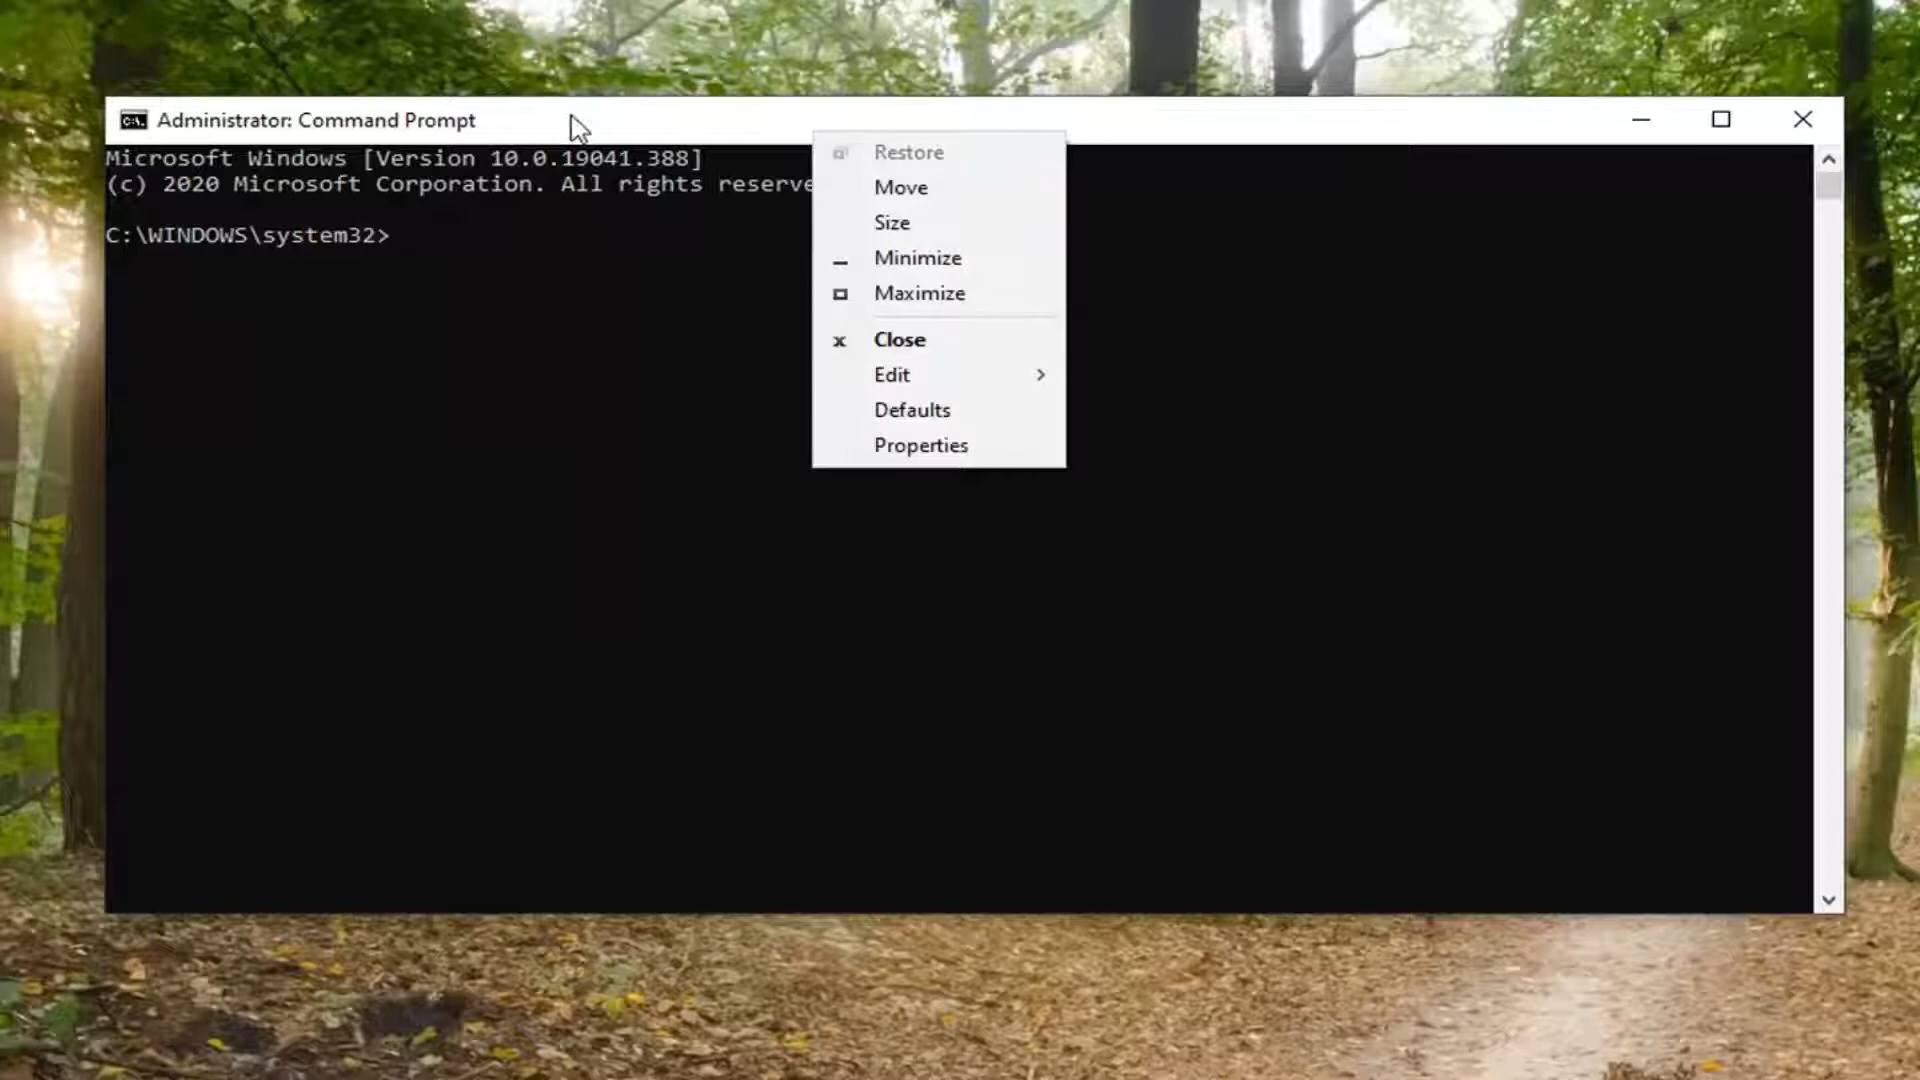 Administrator: Command Prompt
Microsoft Windows [Version 10.0.19041.388]
(c) 2020 Microsoft Corporation. All rights reserve
C:\WINDOWS\system32>
Restore
Move
Size
Minimize
Maximize
Close
Edit
Defaults
Properties